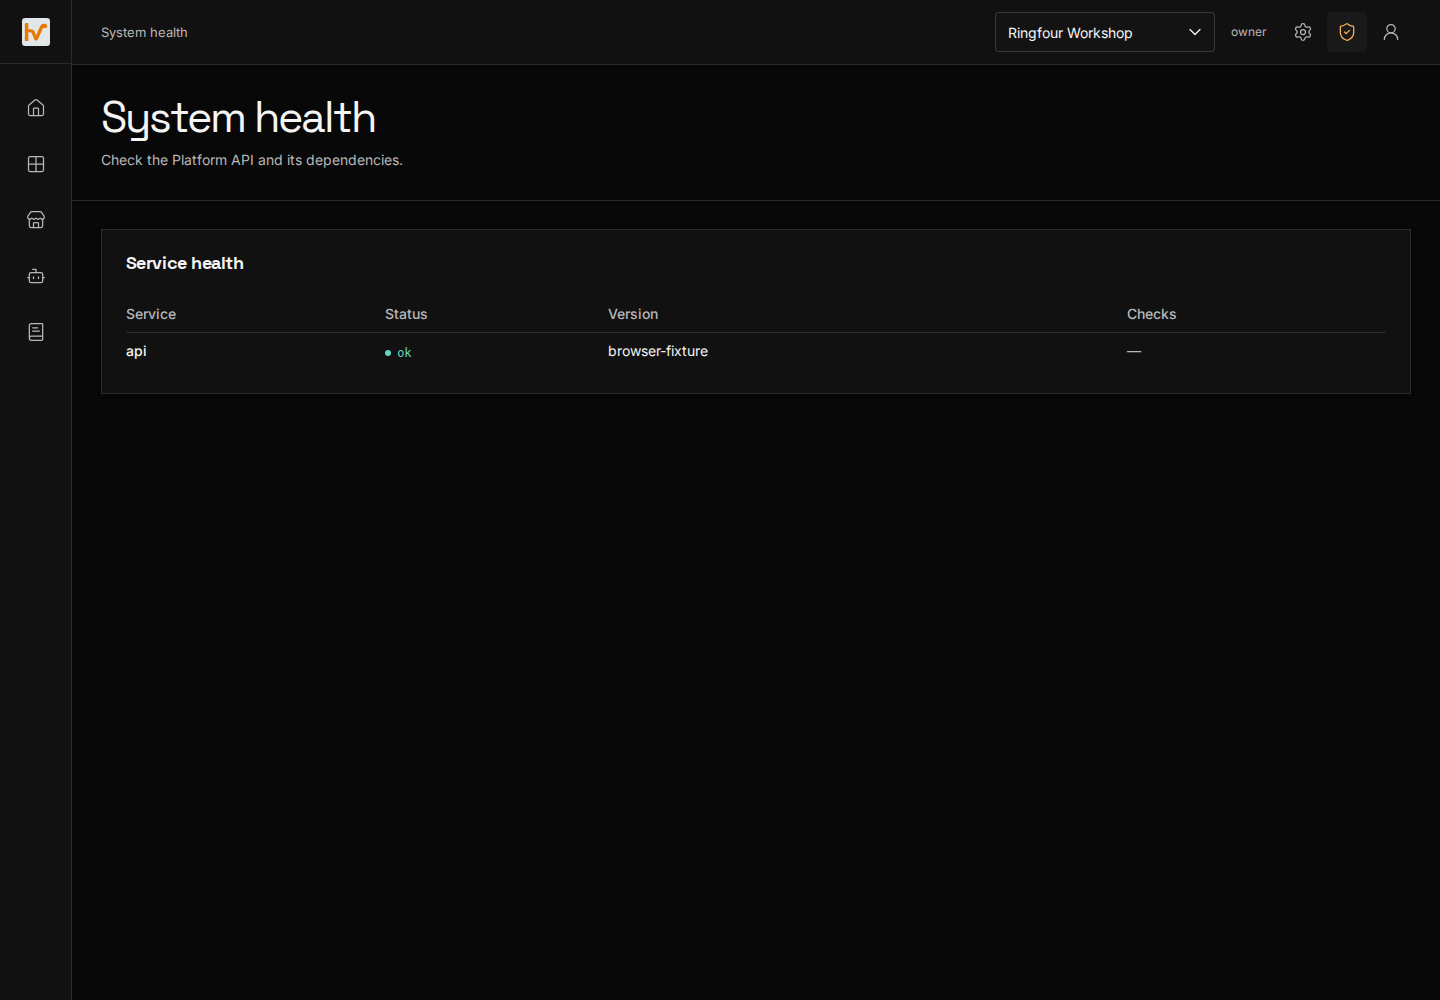 System health
Ringfour Workshop
owner
System health
Check the Platform API and its dependencies.
Service health
Service Status Version Checks
api ok browser-fixture —